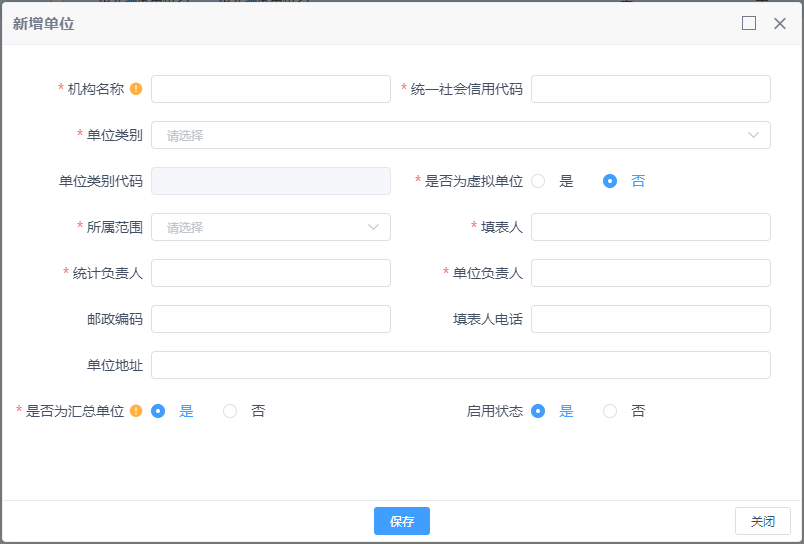 新增单位
* 机构名称 * 统一社会信用代码
* 单位类别 请选择
单位类别代码 * 是否为虚拟单位 是 否
* 所属范围 请选择 * 填表人
* 统计负责人 * 单位负责人
邮政编码 填表人电话
单位地址
* 是否为汇总单位 是 否 启用状态 是 否
保存 关闭